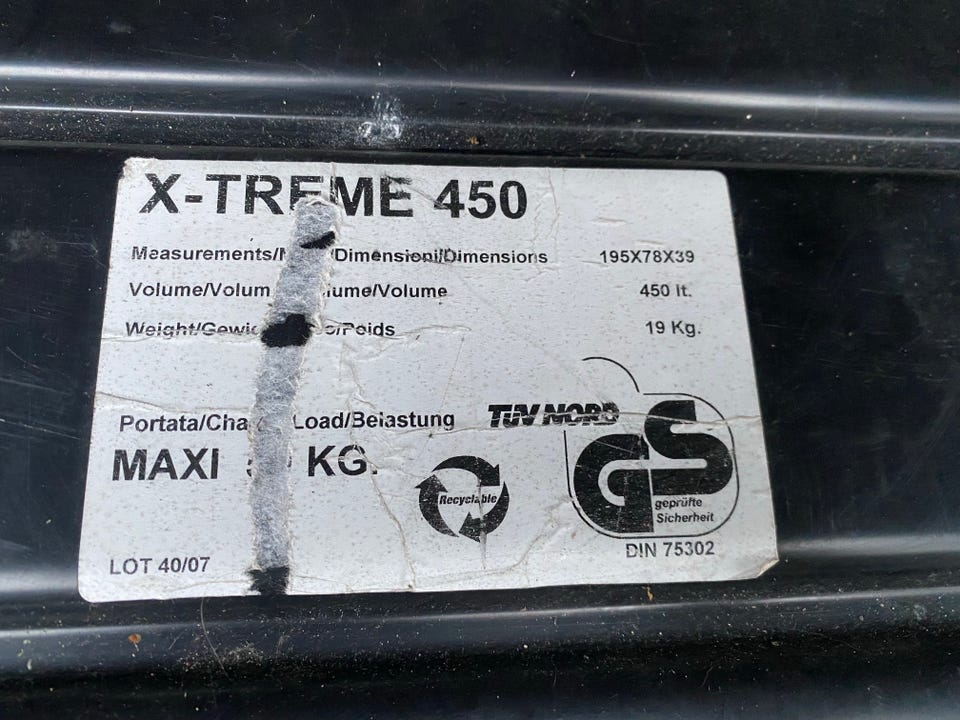 X-TREME 450
Measurements/ /Dimensioni/Dimensions 195X78X39
Volume/Volum ume/Volume 450 lt.
Weight/Gewic /Poids 19 Kg.
Portata/Cha Load/Belastung
TÜV NORD
MAXI KG.
Recyclable
GS
geprüfte
Sicherheit
LOT 40/07
DIN 75302